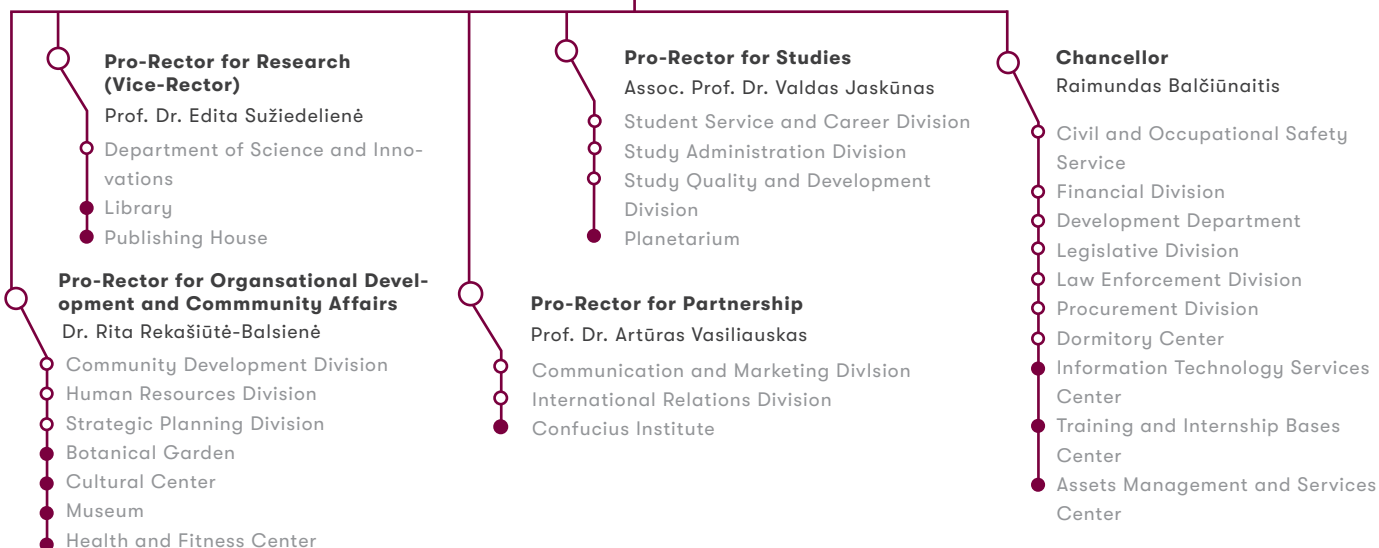 Pro-Rector for Research
(Vice-Rector)
Prof. Dr. Edita Sužiedelienė
Department of Science and Inno-
vations
Library
Publishing House
Pro-Rector for Organsational Devel-
opment and Commmunity Affairs
Dr. Rita Rekašiūtė-Balsienė
Community Development Division
Human Resources Division
Strategic Planning Division
Botanical Garden
Cultural Center
Museum
Health and Fitness Center
Pro-Rector for Partnership
Prof. Dr. Artūras Vasiliauskas
Communication and Marketing DivIsion
International Relations Division
Confucius Institute
Pro-Rector for Studies
Assoc. Prof. Dr. Valdas Jaskūnas
Student Service and Career Division
Study Administration Division
Study Quality and Development
Division
Planetarium
Chancellor
Raimundas Balčiūnaitis
Civil and Occupational Safety
Service
Financial Division
Development Department
Legislative Division
Law Enforcement Division
Procurement Division
Dormitory Center
Information Technology Services
Center
Training and Internship Bases
Center
Assets Management and Services
Center